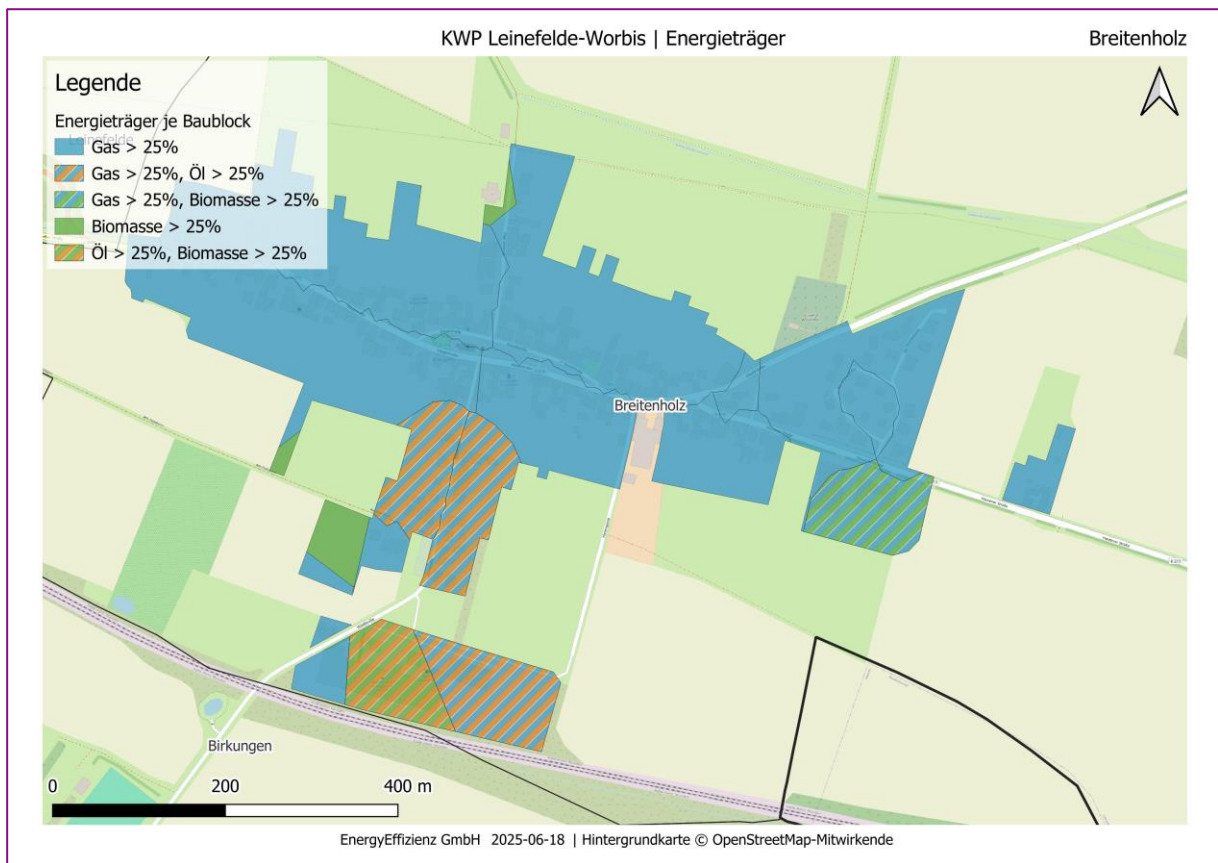 KWP Leinefelde-Worbis | Energieträger
Breitenholz
Legende
Energieträger je Baublock
Leinefelde
Gas > 25%
Gas > 25%, Öl > 25%
Gas > 25%, Biomasse > 25%
Biomasse > 25%
Öl > 25%, Biomasse > 25%
Breitenholz
Birkungen
0 200 400 m
EnergyEffizienz GmbH 2025-06-18 | Hintergrundkarte © OpenStreetMap-Mitwirkende